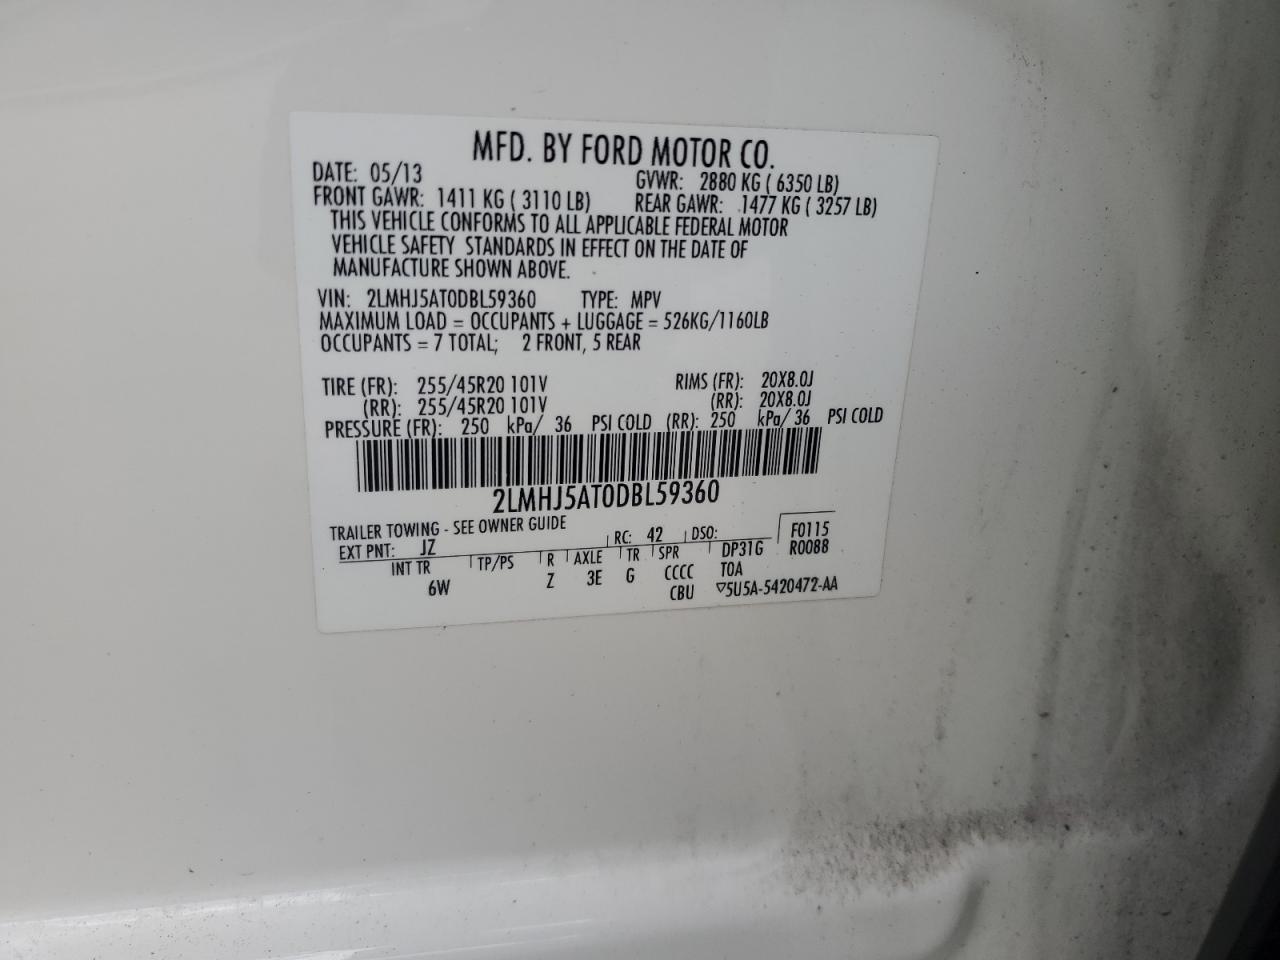 MFD. BY FORD MOTOR CO.
DATE: 05/13 GVWR: 2880 KG ( 6350 LB)
FRONT GAWR: 1411 KG ( 3110 LB) REAR GAWR: 1477 KG ( 3257 LB)
THIS VEHICLE CONFORMS TO ALL APPLICABLE FEDERAL MOTOR
VEHICLE SAFETY STANDARDS IN EFFECT ON THE DATE OF
MANUFACTURE SHOWN ABOVE.
VIN: 2LMHJ5AT0DBL59360 TYPE: MPV
MAXIMUM LOAD = OCCUPANTS + LUGGAGE = 526KG/1160LB
OCCUPANTS = 7 TOTAL; 2 FRONT, 5 REAR
TIRE (FR): 255/45R20 101V RIMS (FR): 20X8.0J
(RR): 255/45R20 101V (RR): 20X8.0J
PRESSURE (FR): 250 kPa/ 36 PSI COLD (RR): 250 kPa/ 36 PSI COLD
2LMHJ5AT0DBL59360
TRAILER TOWING - SEE OWNER GUIDE
EXT PNT: JZ RC: 42 DSO: F0115
R0088
INT TR TP/PS R AXLE TR SPR DP31G
6W Z 3E G CCCC TOA
CBU ▽5U5A-5420472-AA